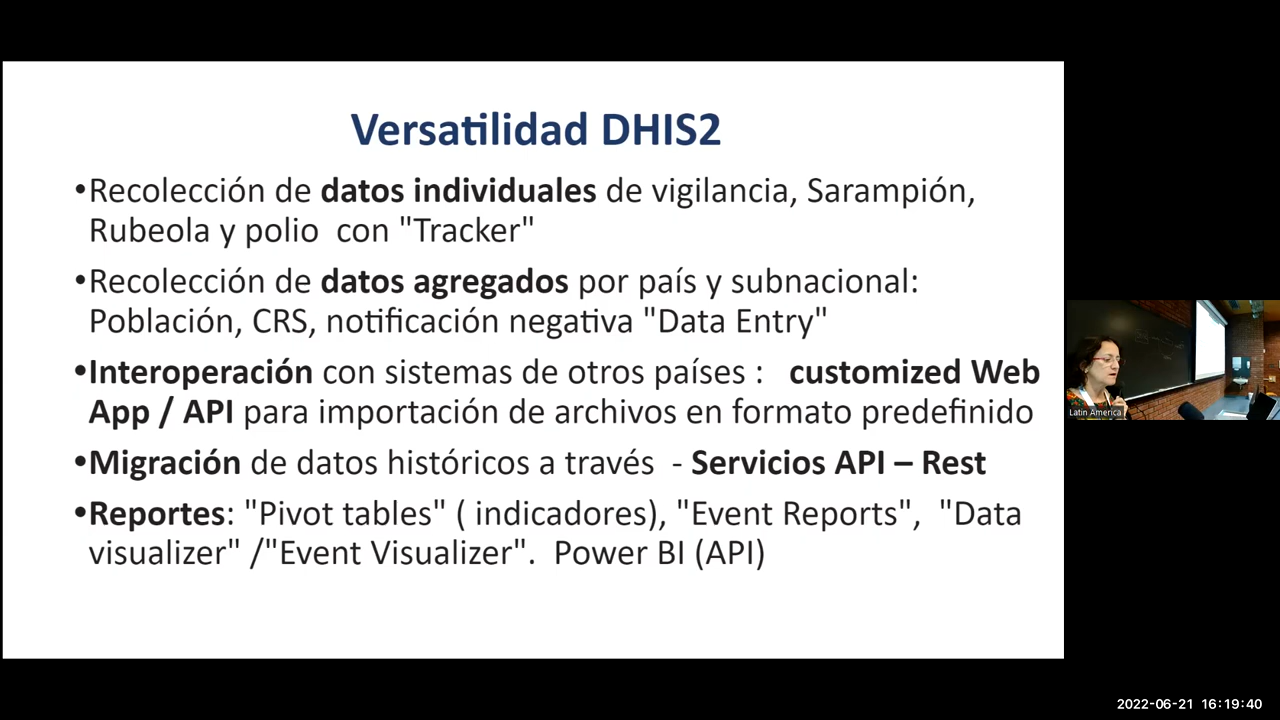 Versatilidad DHIS2
•Recolección de datos individuales de vigilancia, Sarampión,
Rubeola y polio  con "Tracker"
•Recolección de datos agregados por país y subnacional:
Población, CRS, notificación negativa "Data Entry"
•Interoperación con sistemas de otros países :   customized Web
App / API para importación de archivos en formato predefinido
•Migración de datos históricos a través  - Servicios API – Rest
•Reportes: "Pivot tables" ( indicadores), "Event Reports",  "Data
visualizer" /"Event Visualizer".  Power BI (API)
Latin America
2022-06-21  16:19:40